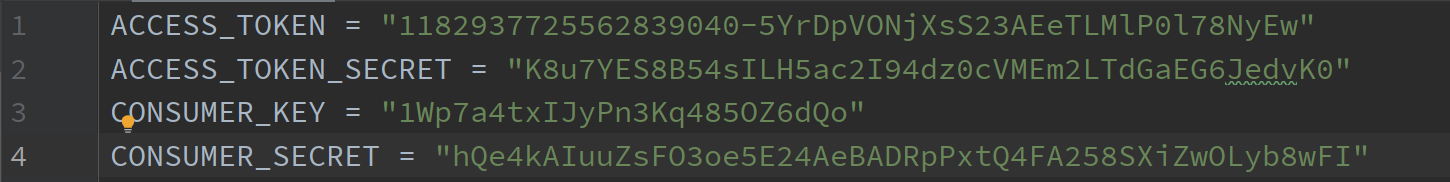 1 ACCESS_TOKEN = "1182937725562839040-5YrDpVONjXsS23AEeTLMlP0l78NyEw"
2 ACCESS_TOKEN_SECRET = "K8u7YES8B54sILH5ac2I94dz0cVMEm2LTdGaEG6JedvK0"
3 CONSUMER_KEY = "1Wp7a4txIJyPn3Kq485OZ6dQo"
4 CONSUMER_SECRET = "hQe4kAIuuZsFO3oe5E24AeBADRpPxtQ4FA258SXiZwOLyb8wFI"